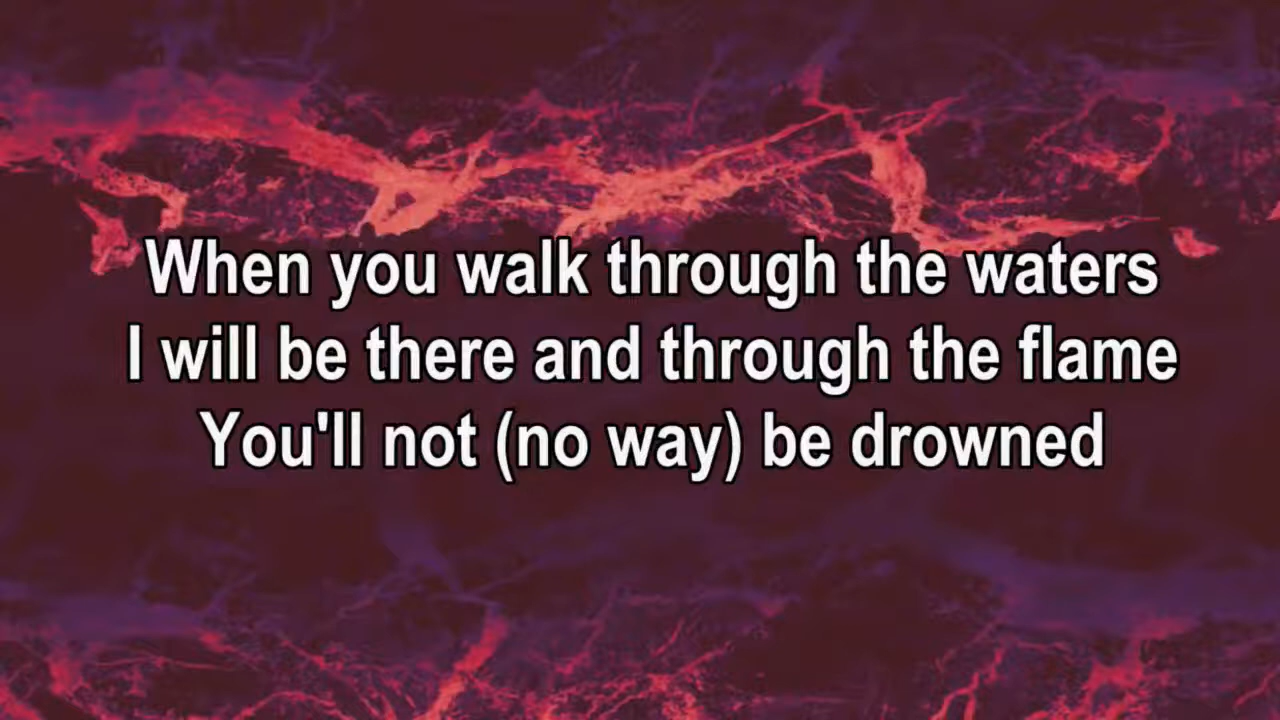 When you walk through the waters
I will be there and through the flame
You'll not (no way) be drowned